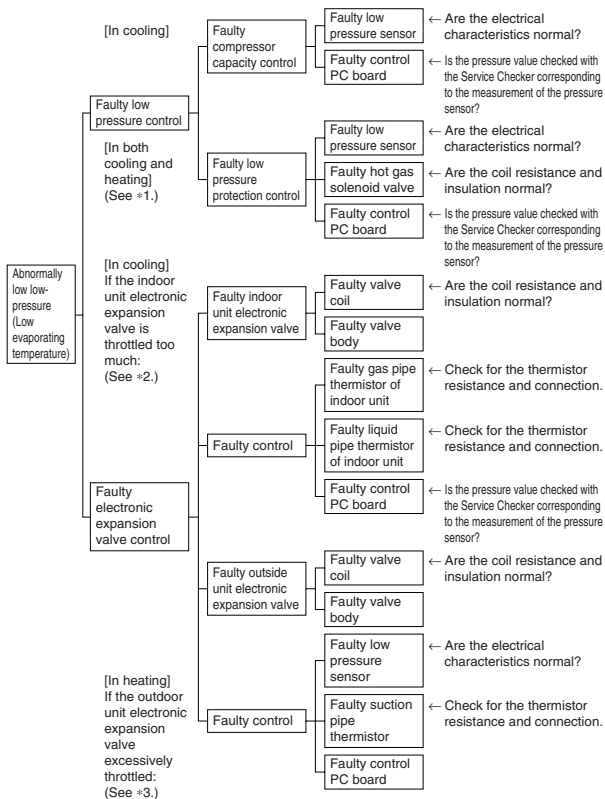 [In cooling]
Faulty low
pressure sensor
← Are the electrical
characteristics normal?
Faulty
compressor
capacity control
Faulty control
PC board
← Is the pressure value checked with
the Service Checker corresponding
to the measurement of the pressure
sensor?
Faulty low
pressure control
[In both
cooling and
heating]
(See *1.)
Faulty low
pressure
protection control
Faulty low
pressure sensor
← Are the electrical
characteristics normal?
Faulty hot gas
solenoid valve
← Are the coil resistance and
insulation normal?
Faulty control
PC board
← Is the pressure value checked with
the Service Checker corresponding
to the measurement of the pressure
sensor?
Abnormally
low low-
pressure
(Low
evaporating
temperature)
[In cooling]
If the indoor
unit electronic
expansion
valve is
throttled too
much:
(See *2.)
Faulty indoor
unit electronic
expansion valve
Faulty valve
coil
← Are the coil resistance and
insulation normal?
Faulty valve
body
Faulty control
Faulty gas pipe
thermistor of
indoor unit
← Check for the thermistor
resistance and connection.
Faulty liquid
pipe thermistor
of indoor unit
← Check for the thermistor
resistance and connection.
Faulty control
PC board
← Is the pressure value checked with
the Service Checker corresponding
to the measurement of the pressure
sensor?
Faulty
electronic
expansion
valve control
Faulty outside
unit electronic
expansion valve
Faulty valve
coil
← Are the coil resistance and
insulation normal?
Faulty valve
body
[In heating]
If the outdoor
unit electronic
expansion
valve
excessively
throttled:
(See *3.)
Faulty control
Faulty low
pressure
sensor
← Are the electrical
characteristics normal?
Faulty suction
pipe
thermistor
← Check for the thermistor
resistance and connection.
Faulty control
PC board